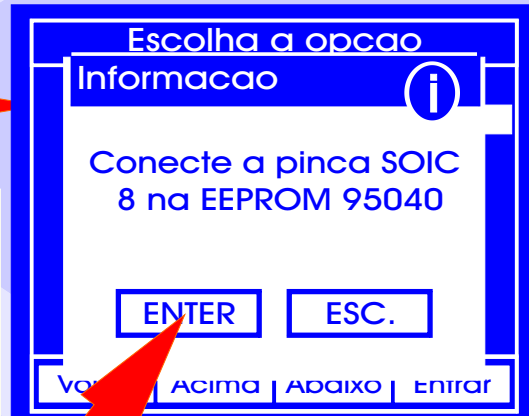 Escolha a opcao
Informacao
i
Conecte a pinca SOIC
8 na EEPROM 95040
ENTER ESC.
Acima Abaixo Entrar